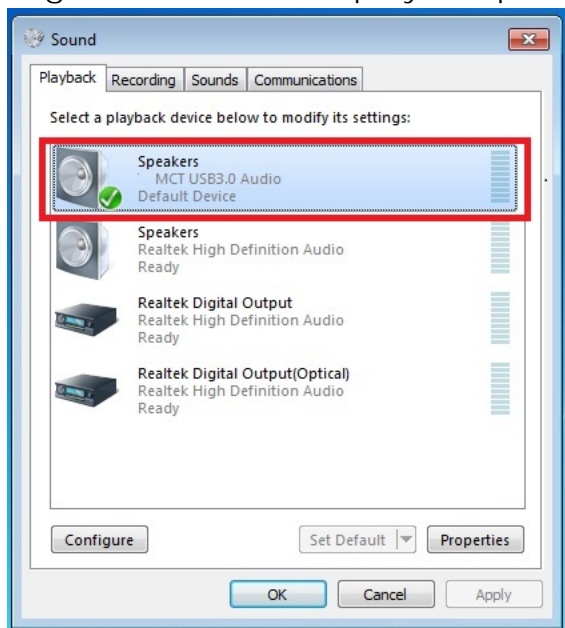 Sound
Playback Recording Sounds Communications
Select a playback device below to modify its settings:
Speakers
MCT USB3.0 Audio
Default Device
Speakers
Realtek High Definition Audio
Ready
Realtek Digital Output
Realtek High Definition Audio
Ready
Realtek Digital Output(Optical)
Realtek High Definition Audio
Ready
Configure Set Default Properties
OK Cancel Apply